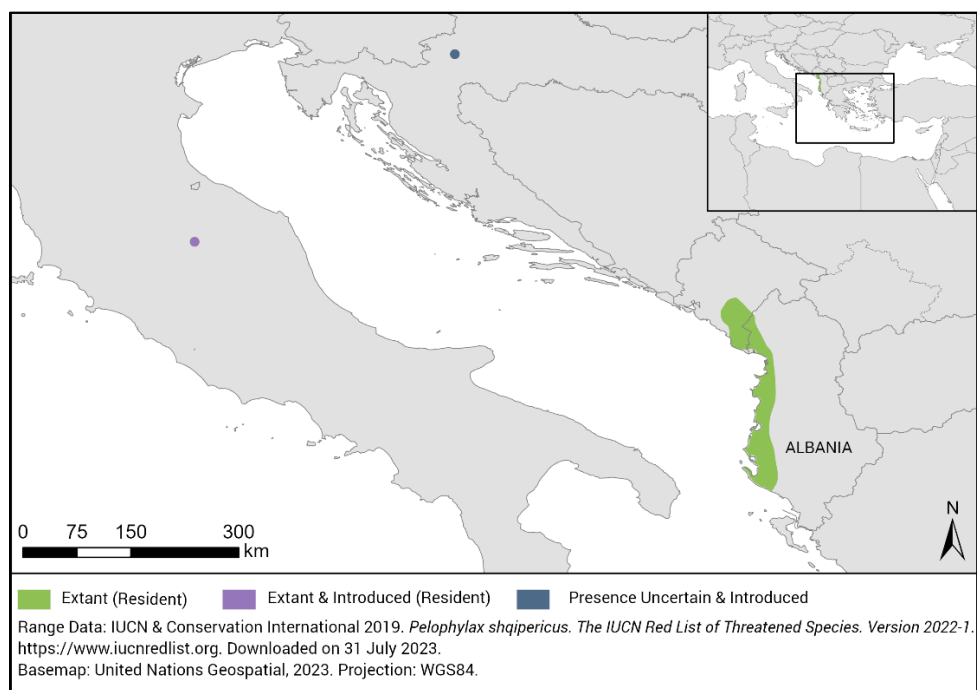 ALBANIA
N
0 75 150 300
km
Extant (Resident) Extant & Introduced (Resident) Presence Uncertain & Introduced
Range Data: IUCN & Conservation International 2019. Pelophylax shqipericus. The IUCN Red List of Threatened Species. Version 2022-1.
https://www.iucnredlist.org. Downloaded on 31 July 2023.
Basemap: United Nations Geospatial, 2023. Projection: WGS84.